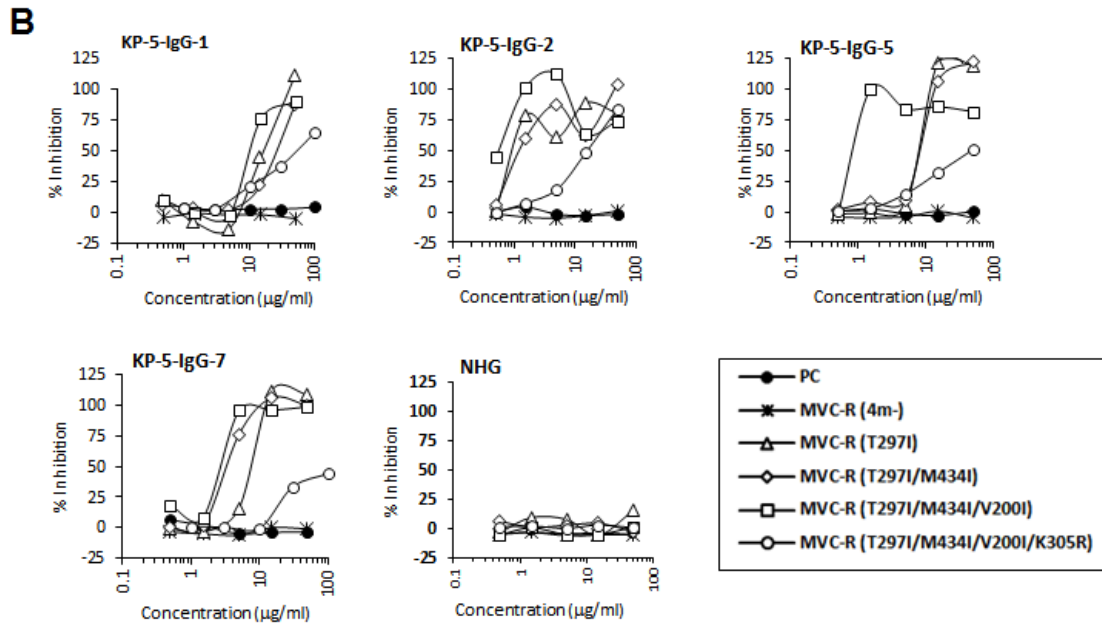 B
KP-5-IgG-1
KP-5-IgG-2
KP-5-IgG-5
% Inhibition
125
100
75
50
25
0
-25
0.1
1
10
100
Concentration (µg/ml)
% Inhibition
125
100
75
50
25
0
-25
0.1
1
10
100
Concentration (µg/ml)
% Inhibition
125
100
75
50
25
0
-25
0.1
1
10
100
Concentration (µg/ml)
KP-5-IgG-7
NHG
% Inhibition
125
100
75
50
25
0
-25
0.1
1
10
100
Concentration (µg/ml)
% Inhibition
125
100
75
50
25
0
-25
0.1
1
10
100
Concentration (µg/ml)
PC
MVC-R (4m-)
MVC-R (T297I)
MVC-R (T297I/M434I)
MVC-R (T297I/M434I/V200I)
MVC-R (T297I/M434I/V200I/K305R)